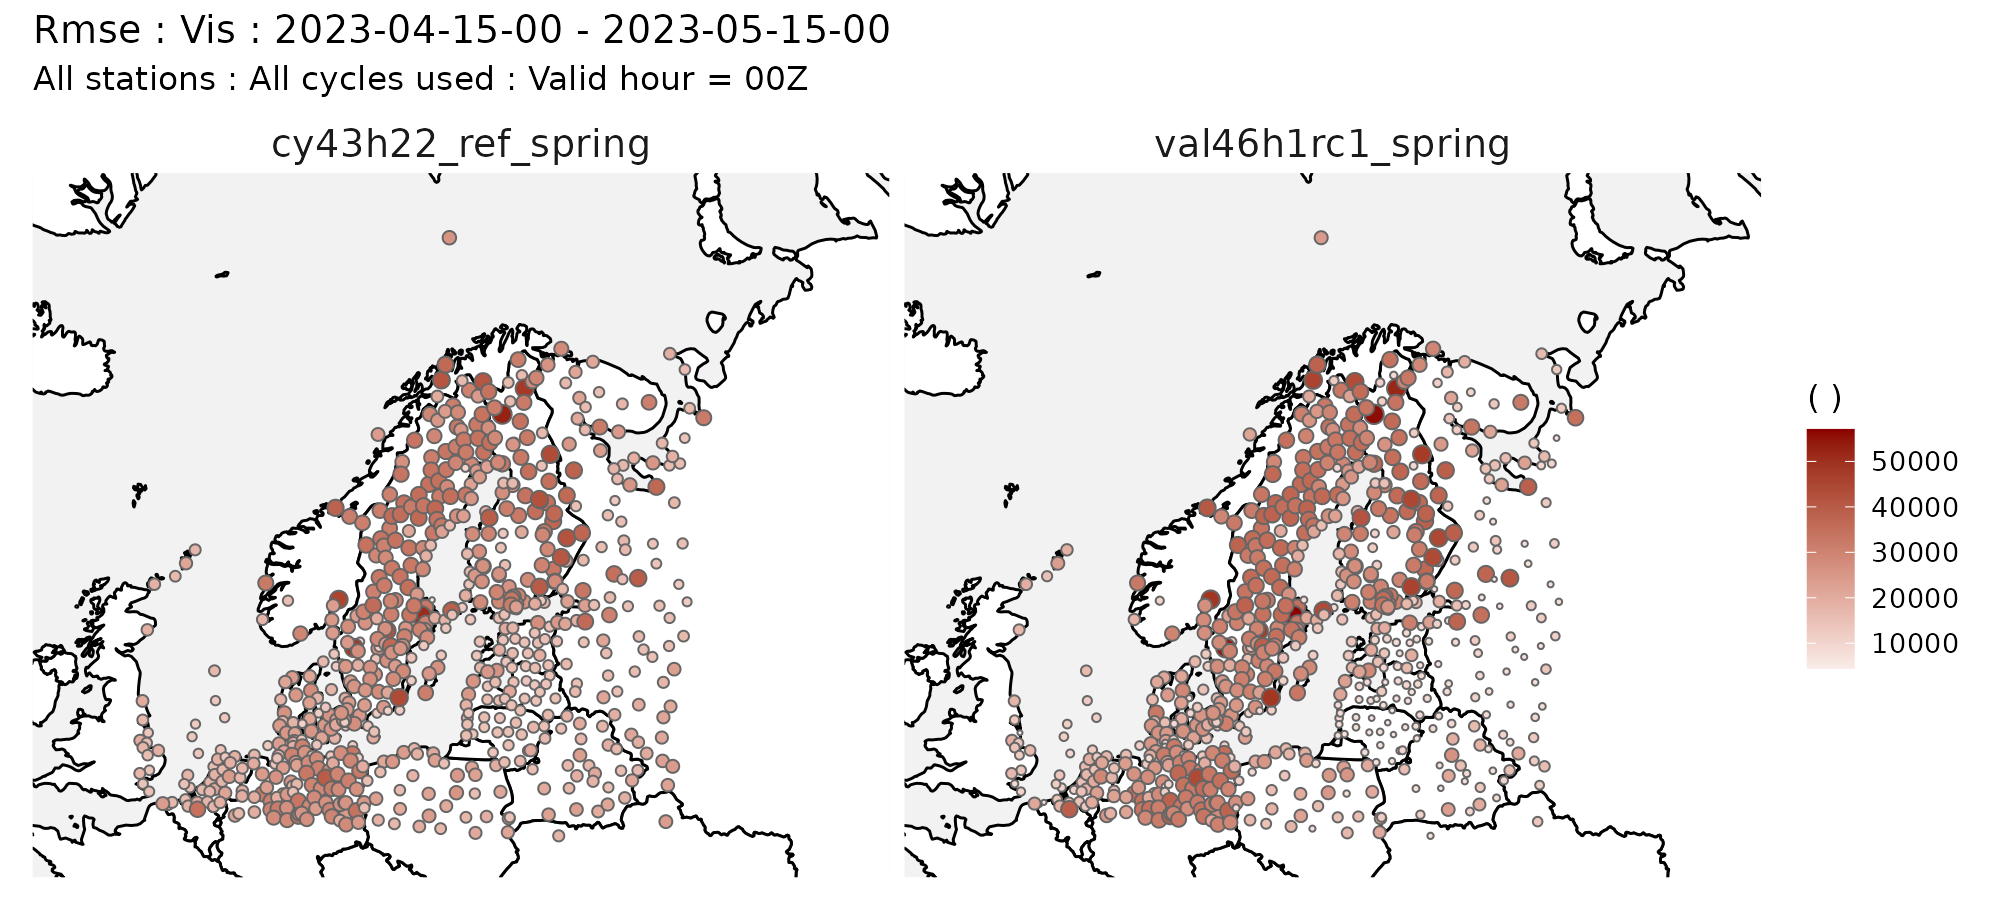 Rmse : Vis : 2023-04-15-00 - 2023-05-15-00
All stations : All cycles used : Valid hour = 00Z
cy43h22_ref_spring
val46h1rc1_spring
( )
50000
40000
30000
20000
10000